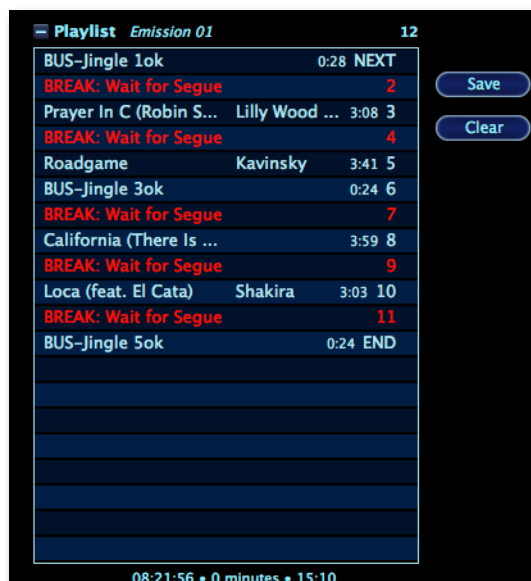 Playlist Emission 01 12
BUS-Jingle 1ok 0:28 NEXT
BREAK: Wait for Segue 2
Prayer In C (Robin S... Lilly Wood ... 3:08 3
BREAK: Wait for Segue 4
Roadgame Kavinsky 3:41 5
BUS-Jingle 3ok 0:24 6
BREAK: Wait for Segue 7
California (There Is ... 3:59 8
BREAK: Wait for Segue 9
Loca (feat. El Cata) Shakira 3:03 10
BREAK: Wait for Segue 11
BUS-Jingle 5ok 0:24 END
08:21:56 • 0 minutes • 15:10
Save
Clear